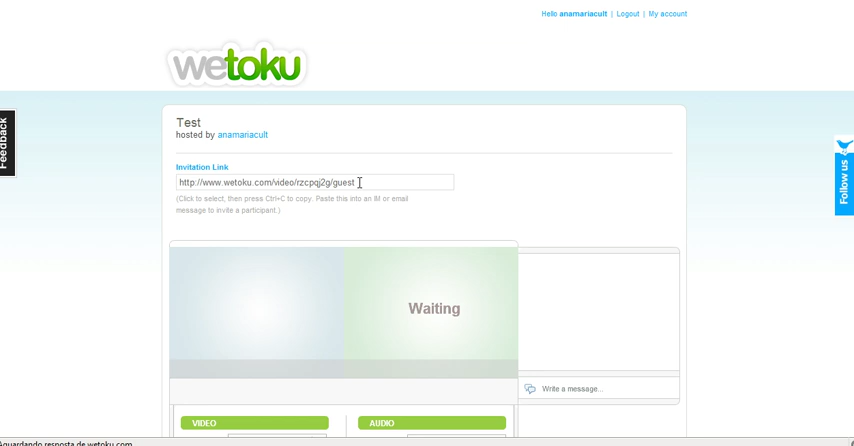 Hello anamariacult | Logout | My account
wetoku
Feedback
Follow us
Test
hosted by anamariacult
Invitation Link
http://www.wetoku.com/video/rzcpqj2g/guest
(Click to select, then press Ctrl+C to copy. Paste this into an IM or email
message to invite a participant.)
Waiting
Write a message...
VIDEO
AUDIO
Aguardando resposta de wetoku.com